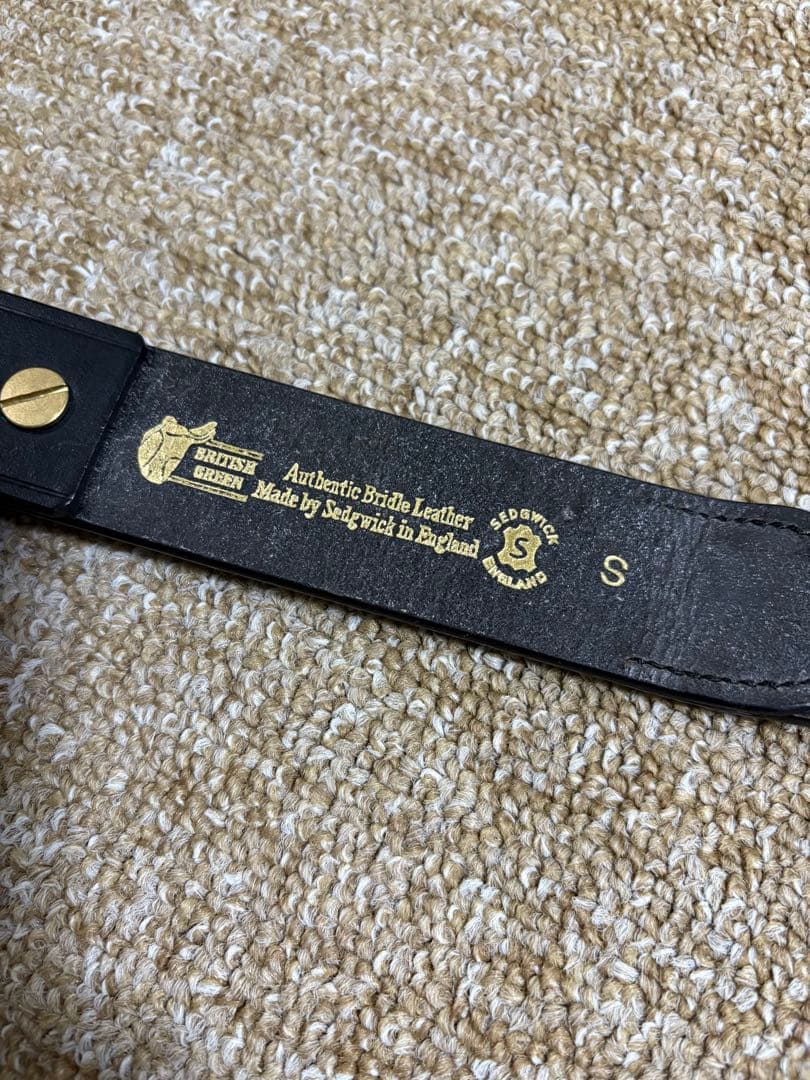 BRITISH
GREEN
Authentic Bridle Leather
Made by Sedgwick in England
SEDGWICK
S
ENGLAND
S